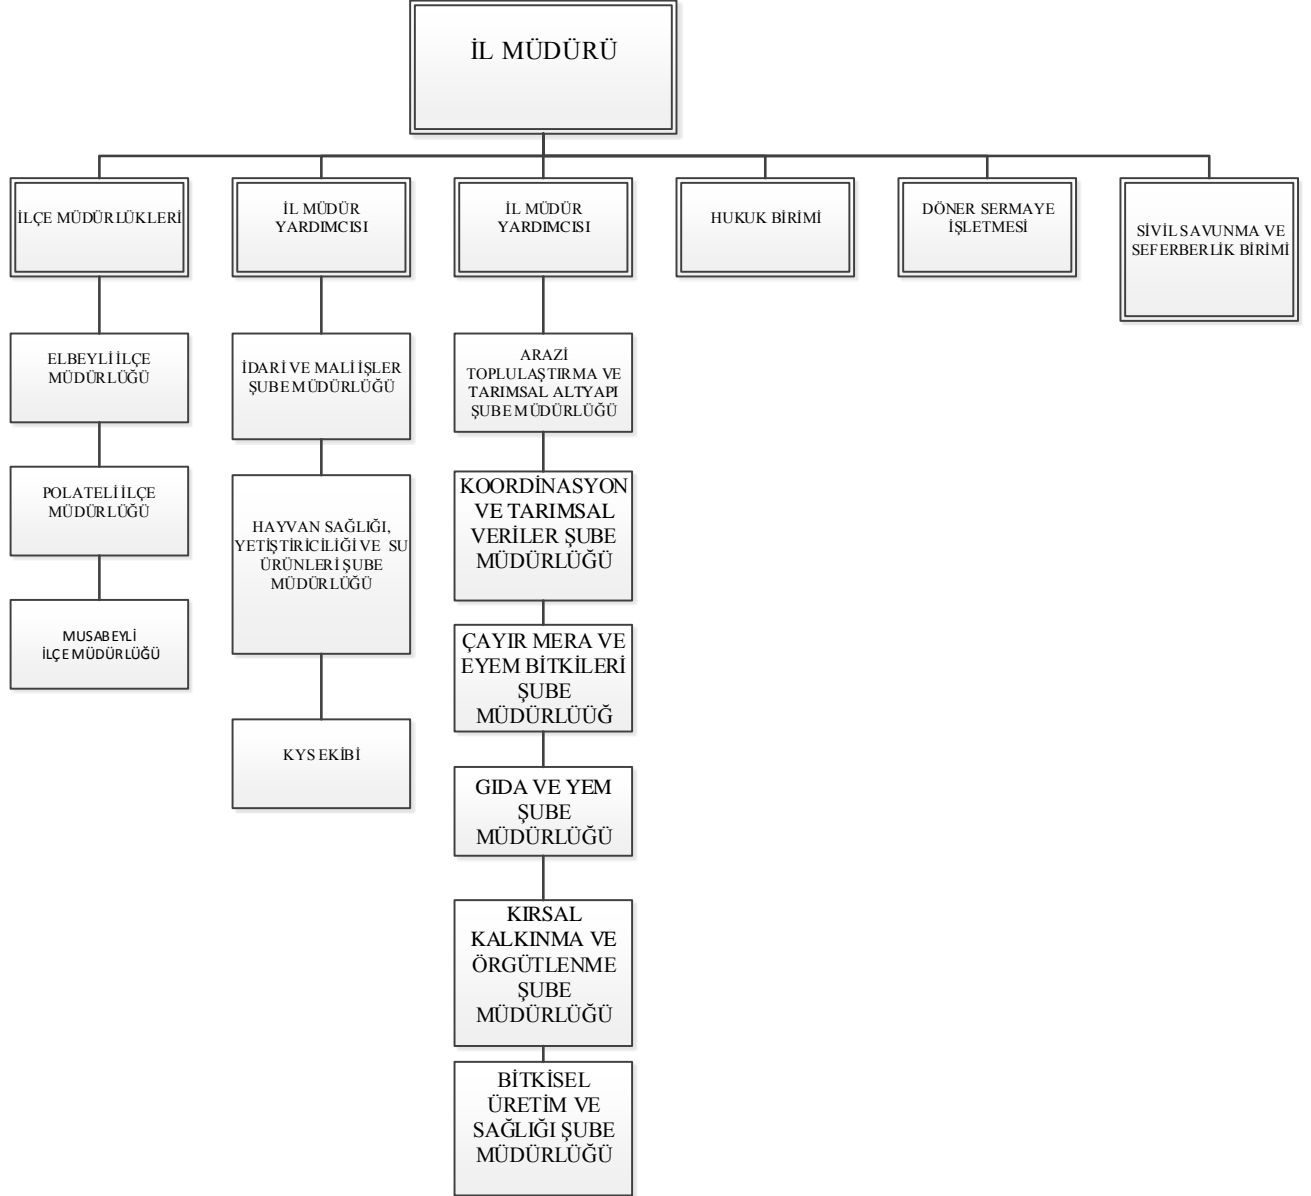 İL MÜDÜRÜ
İLÇE MÜDÜRLÜKLERİ
İL MÜDÜR
YARDIMCISI
İL MÜDÜR
YARDIMCISI
HUKUK BİRİMİ
DÖNER SERMAYE
İŞLETMESİ
SİVİL SAVUNMA VE
SEFERBERLİK BİRİMİ
ELBEYLİ İLÇE
MÜDÜRLÜĞÜ
POLATELİ İLÇE
MÜDÜRLÜĞÜ
MUSABEYLİ
İLÇE MÜDÜRLÜĞÜ
İDARİ VE MALİ İŞLER
ŞUBE MÜDÜRLÜĞÜ
HAYVAN SAĞLIĞI,
YETİŞTİRİCİLİĞİ VE SU
ÜRÜNLERİ ŞUBE
MÜDÜRLÜĞÜ
KYS EKİBİ
ARAZİ
TOPLULAŞTIRMA VE
TARIMSAL ALTYAPI
ŞUBE MÜDÜRLÜĞÜ
KOORDİNASYON
VE TARIMSAL
VERİLER ŞUBE
MÜDÜRLÜĞÜ
ÇAYIR MERA VE
EYEM BİTKİLERİ
ŞUBE
MÜDÜRLÜÜĞ
GIDA VE YEM
ŞUBE
MÜDÜRLÜĞÜ
KIRSAL
KALKINMA VE
ÖRGÜTLENME
ŞUBE
MÜDÜRLÜĞÜ
BİTKİSEL
ÜRETİM VE
SAĞLIĞI ŞUBE
MÜDÜRLÜĞÜ